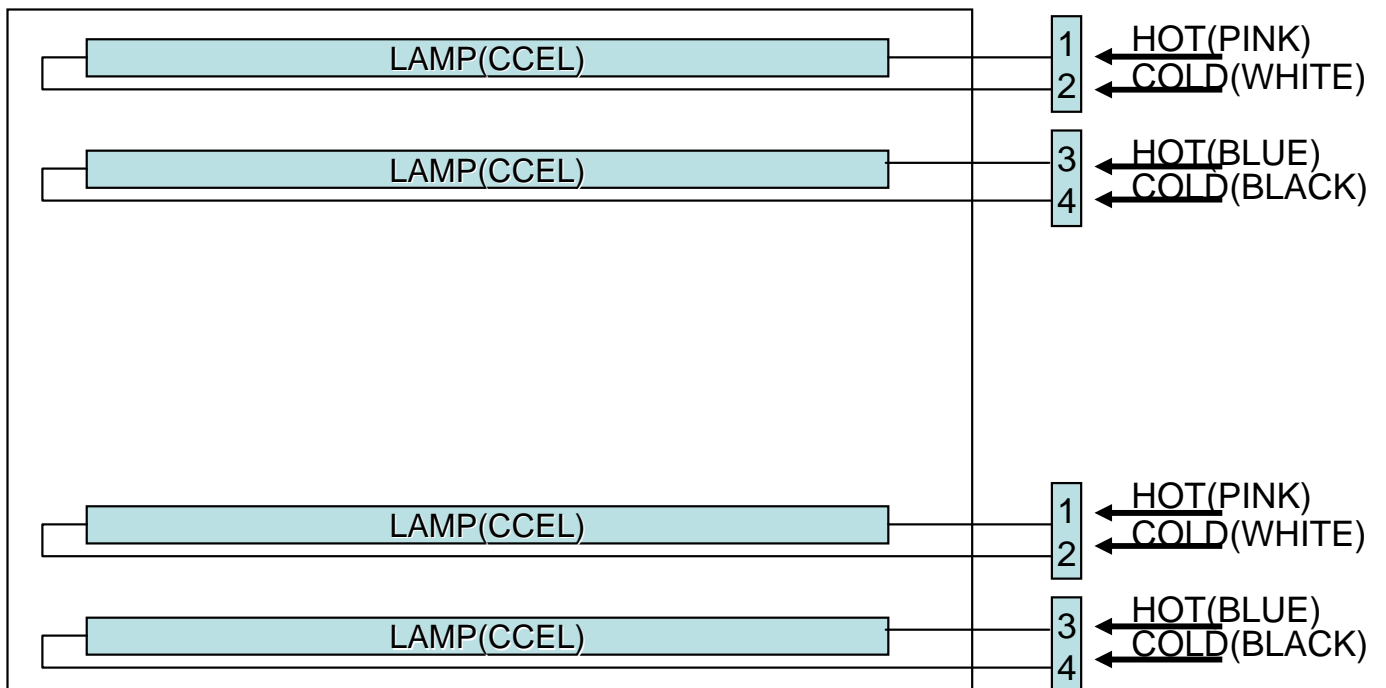 LAMP(CCEL) 1 HOT(PINK)
2 COLD(WHITE)
LAMP(CCEL) 3 HOT(BLUE)
4 COLD(BLACK)
LAMP(CCEL) 1 HOT(PINK)
2 COLD(WHITE)
LAMP(CCEL) 3 HOT(BLUE)
4 COLD(BLACK)